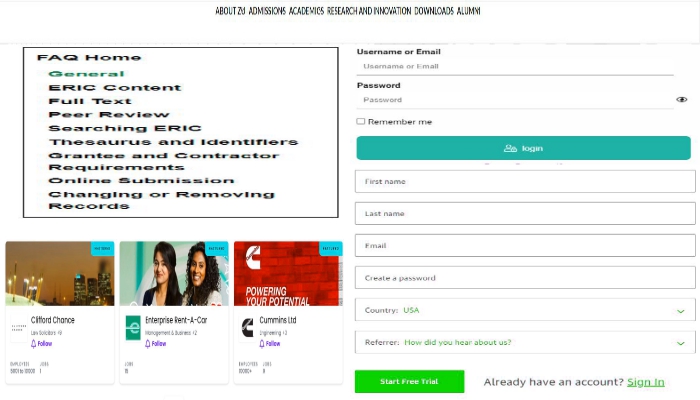 ABOUT ZU ADMISSIONS ACADEMICS RESEARCH AND INNOVATION DOWNLOADS ALUMNI
FAQ Home
General
ERIC Content
Full Text
Peer Review
Searching ERIC
Thesaurus and Identifiers
Grantee and Contractor
Requirements
Online Submission
Changing or Removing
Records
Clifford Chance
Law Solicitors +8
Follow
EMPLOYEES JOBS
5001 to 10000 1
Enterprise Rent-A-Car
Management & Business +2
Follow
JOBS
15
POWERING
YOUR POTENTIAL
Cummins Ltd
Engineering +3
Follow
EMPLOYEES JOBS
10000+
Username or Email
Username or Email
Password
Password
Remember me
login
First name
Last name
Email
Create a password
Country: USA
Referrer: How did you hear about us?
Start Free Trial
Already have an account? Sign In